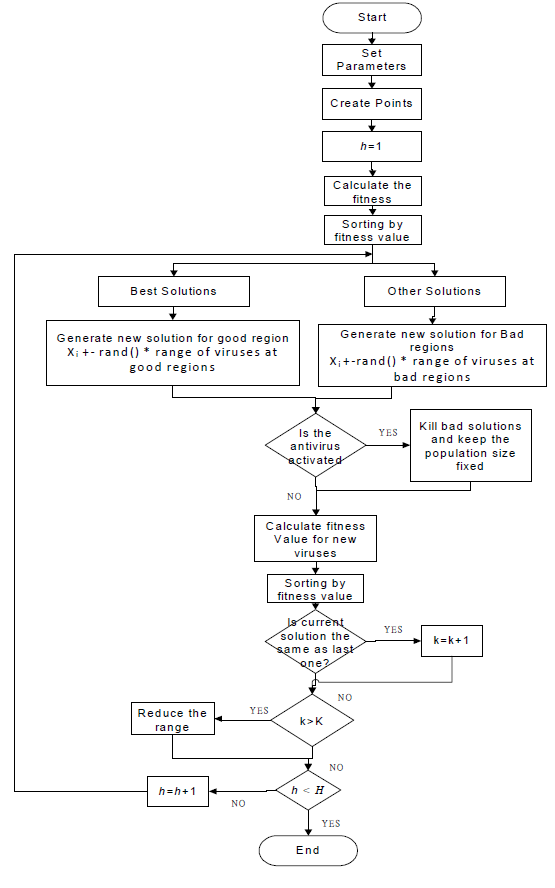 Start
Set
Parameters
Create Points
h=1
Calculate the
fitness
Sorting by
fitness value
Best Solutions
Other Solutions
Generate new solution for good region
Xi +- rand() * range of viruses at
good regions
Generate new solution for Bad
regions
Xi +-rand() * range of viruses at
bad regions
Is the
antivirus
activated
YES
Kill bad solutions
and keep the
population size
fixed
NO
Calculate fitness
Value for new
viruses
Sorting by
fitness value
Is current
solution the
same as last
one?
YES
k=k+1
NO
k>K
YES
Reduce the
range
NO
h < H
NO
h=h+1
YES
End